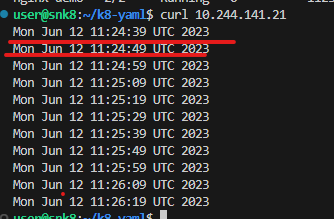 user@snk8:~/k8-yaml$ curl 10.244.141.21
Mon Jun 12 11:24:39 UTC 2023
Mon Jun 12 11:24:49 UTC 2023
Mon Jun 12 11:24:59 UTC 2023
Mon Jun 12 11:25:09 UTC 2023
Mon Jun 12 11:25:19 UTC 2023
Mon Jun 12 11:25:29 UTC 2023
Mon Jun 12 11:25:39 UTC 2023
Mon Jun 12 11:25:49 UTC 2023
Mon Jun 12 11:25:59 UTC 2023
Mon Jun 12 11:26:09 UTC 2023
Mon Jun 12 11:26:19 UTC 2023
user@snk8:~/k8-yaml$